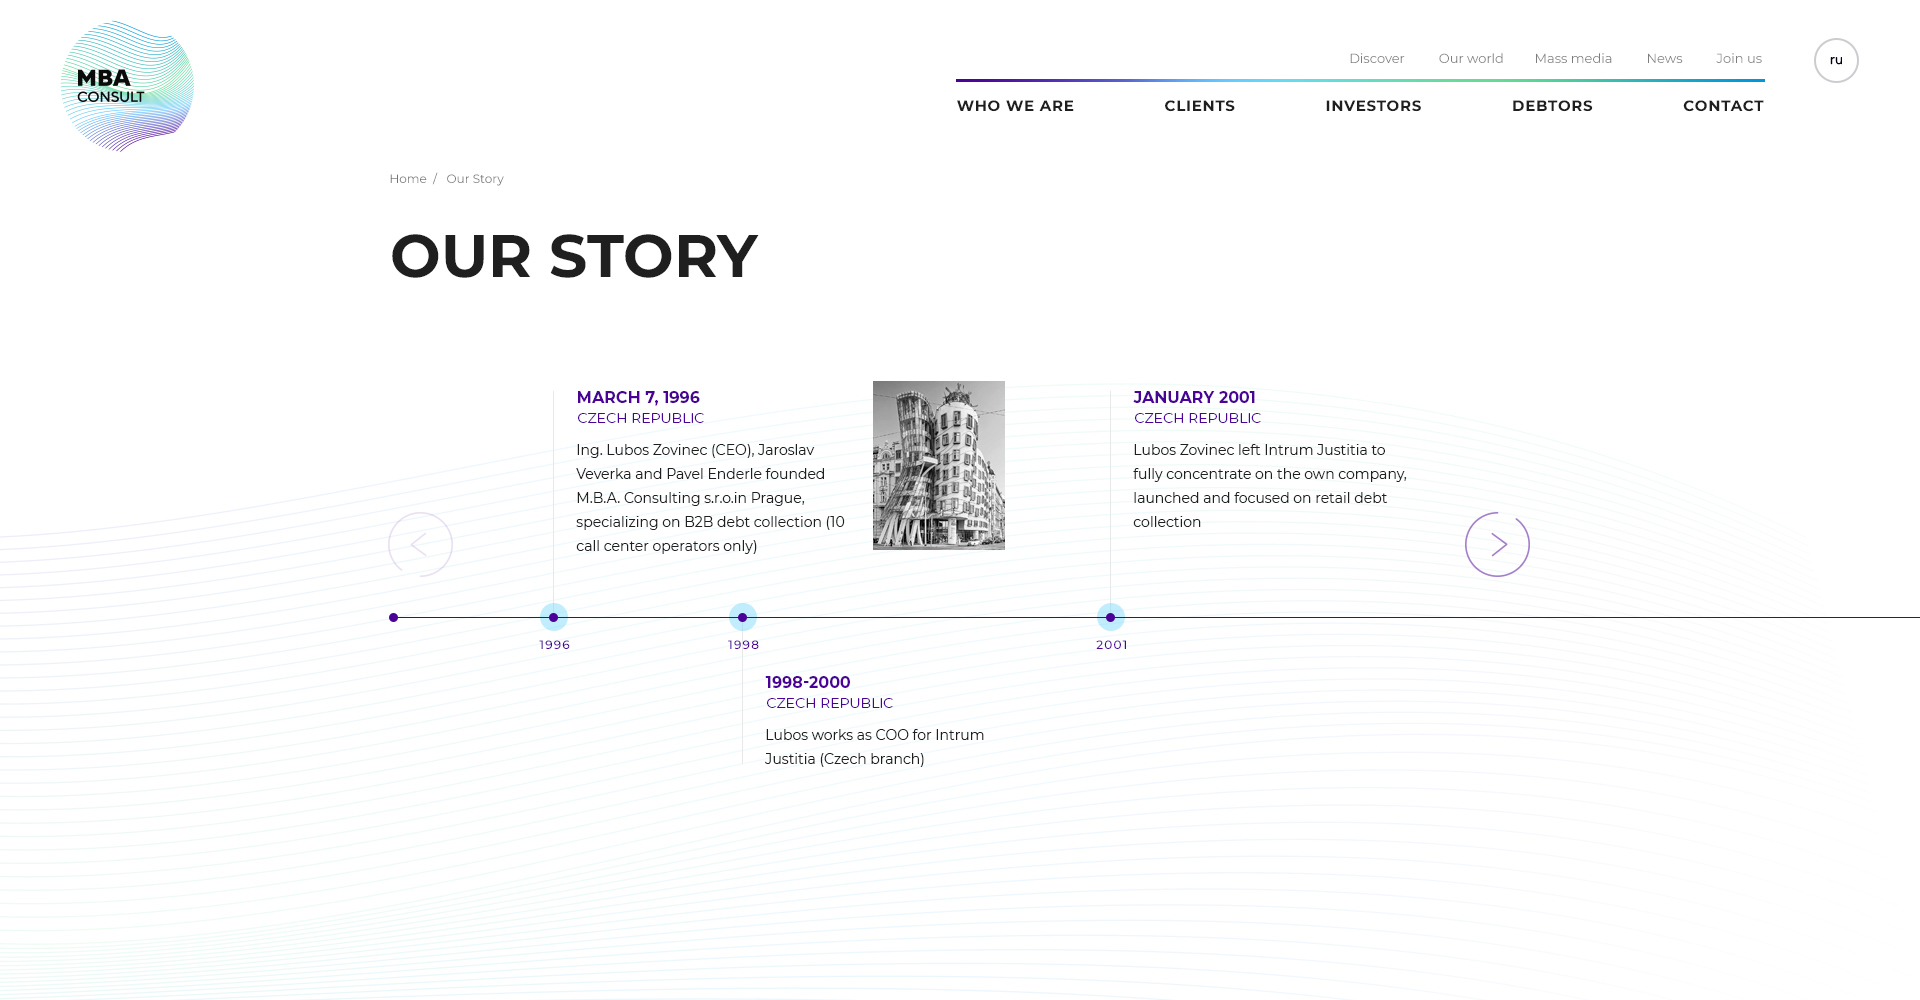 MBA
CONSULT
Discover Our world Mass media News Join us
ru
WHO WE ARE CLIENTS INVESTORS DEBTORS CONTACT
Home / Our Story
OUR STORY
MARCH 7, 1996
CZECH REPUBLIC
Ing. Lubos Zovinec (CEO), Jaroslav
Veverka and Pavel Enderle founded
M.B.A. Consulting s.r.o.in Prague,
specializing on B2B debt collection (10
call center operators only)
JANUARY 2001
CZECH REPUBLIC
Lubos Zovinec left Intrum Justitia to
fully concentrate on the own company,
launched and focused on retail debt
collection
1996
1998
2001
1998-2000
CZECH REPUBLIC
Lubos works as COO for Intrum
Justitia (Czech branch)